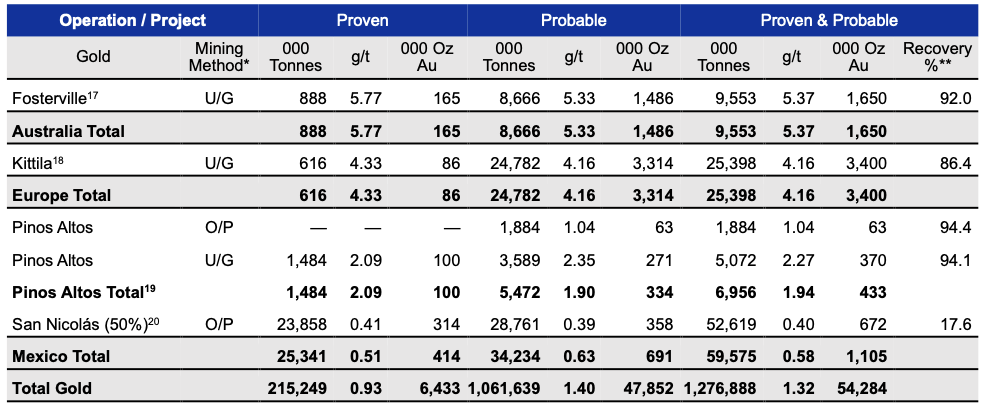 Operation / Project Proven Probable Proven & Probable
Gold Mining Method* 000 Tonnes g/t 000 Oz Au 000 Tonnes g/t 000 Oz Au 000 Tonnes g/t 000 Oz Au Recovery %**
Fosterville¹⁷ U/G 888 5.77 165 8,666 5.33 1,486 9,553 5.37 1,650 92.0
Australia Total 888 5.77 165 8,666 5.33 1,486 9,553 5.37 1,650
Kittila¹⁸ U/G 616 4.33 86 24,782 4.16 3,314 25,398 4.16 3,400 86.4
Europe Total 616 4.33 86 24,782 4.16 3,314 25,398 4.16 3,400
Pinos Altos O/P — — — 1,884 1.04 63 1,884 1.04 63 94.4
Pinos Altos U/G 1,484 2.09 100 3,589 2.35 271 5,072 2.27 370 94.1
Pinos Altos Total¹⁹ 1,484 2.09 100 5,472 1.90 334 6,956 1.94 433
San Nicolás (50%)²⁰ O/P 23,858 0.41 314 28,761 0.39 358 52,619 0.40 672 17.6
Mexico Total 25,341 0.51 414 34,234 0.63 691 59,575 0.58 1,105
Total Gold 215,249 0.93 6,433 1,061,639 1.40 47,852 1,276,888 1.32 54,284